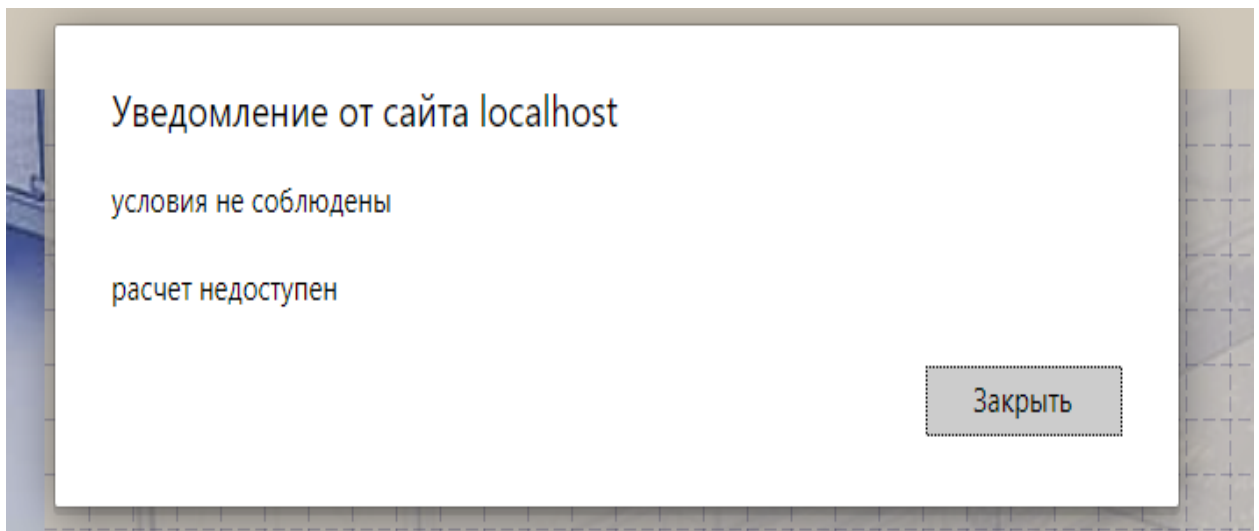 Уведомление от сайта localhost
условия не соблюдены
расчет недоступен
Закрыть